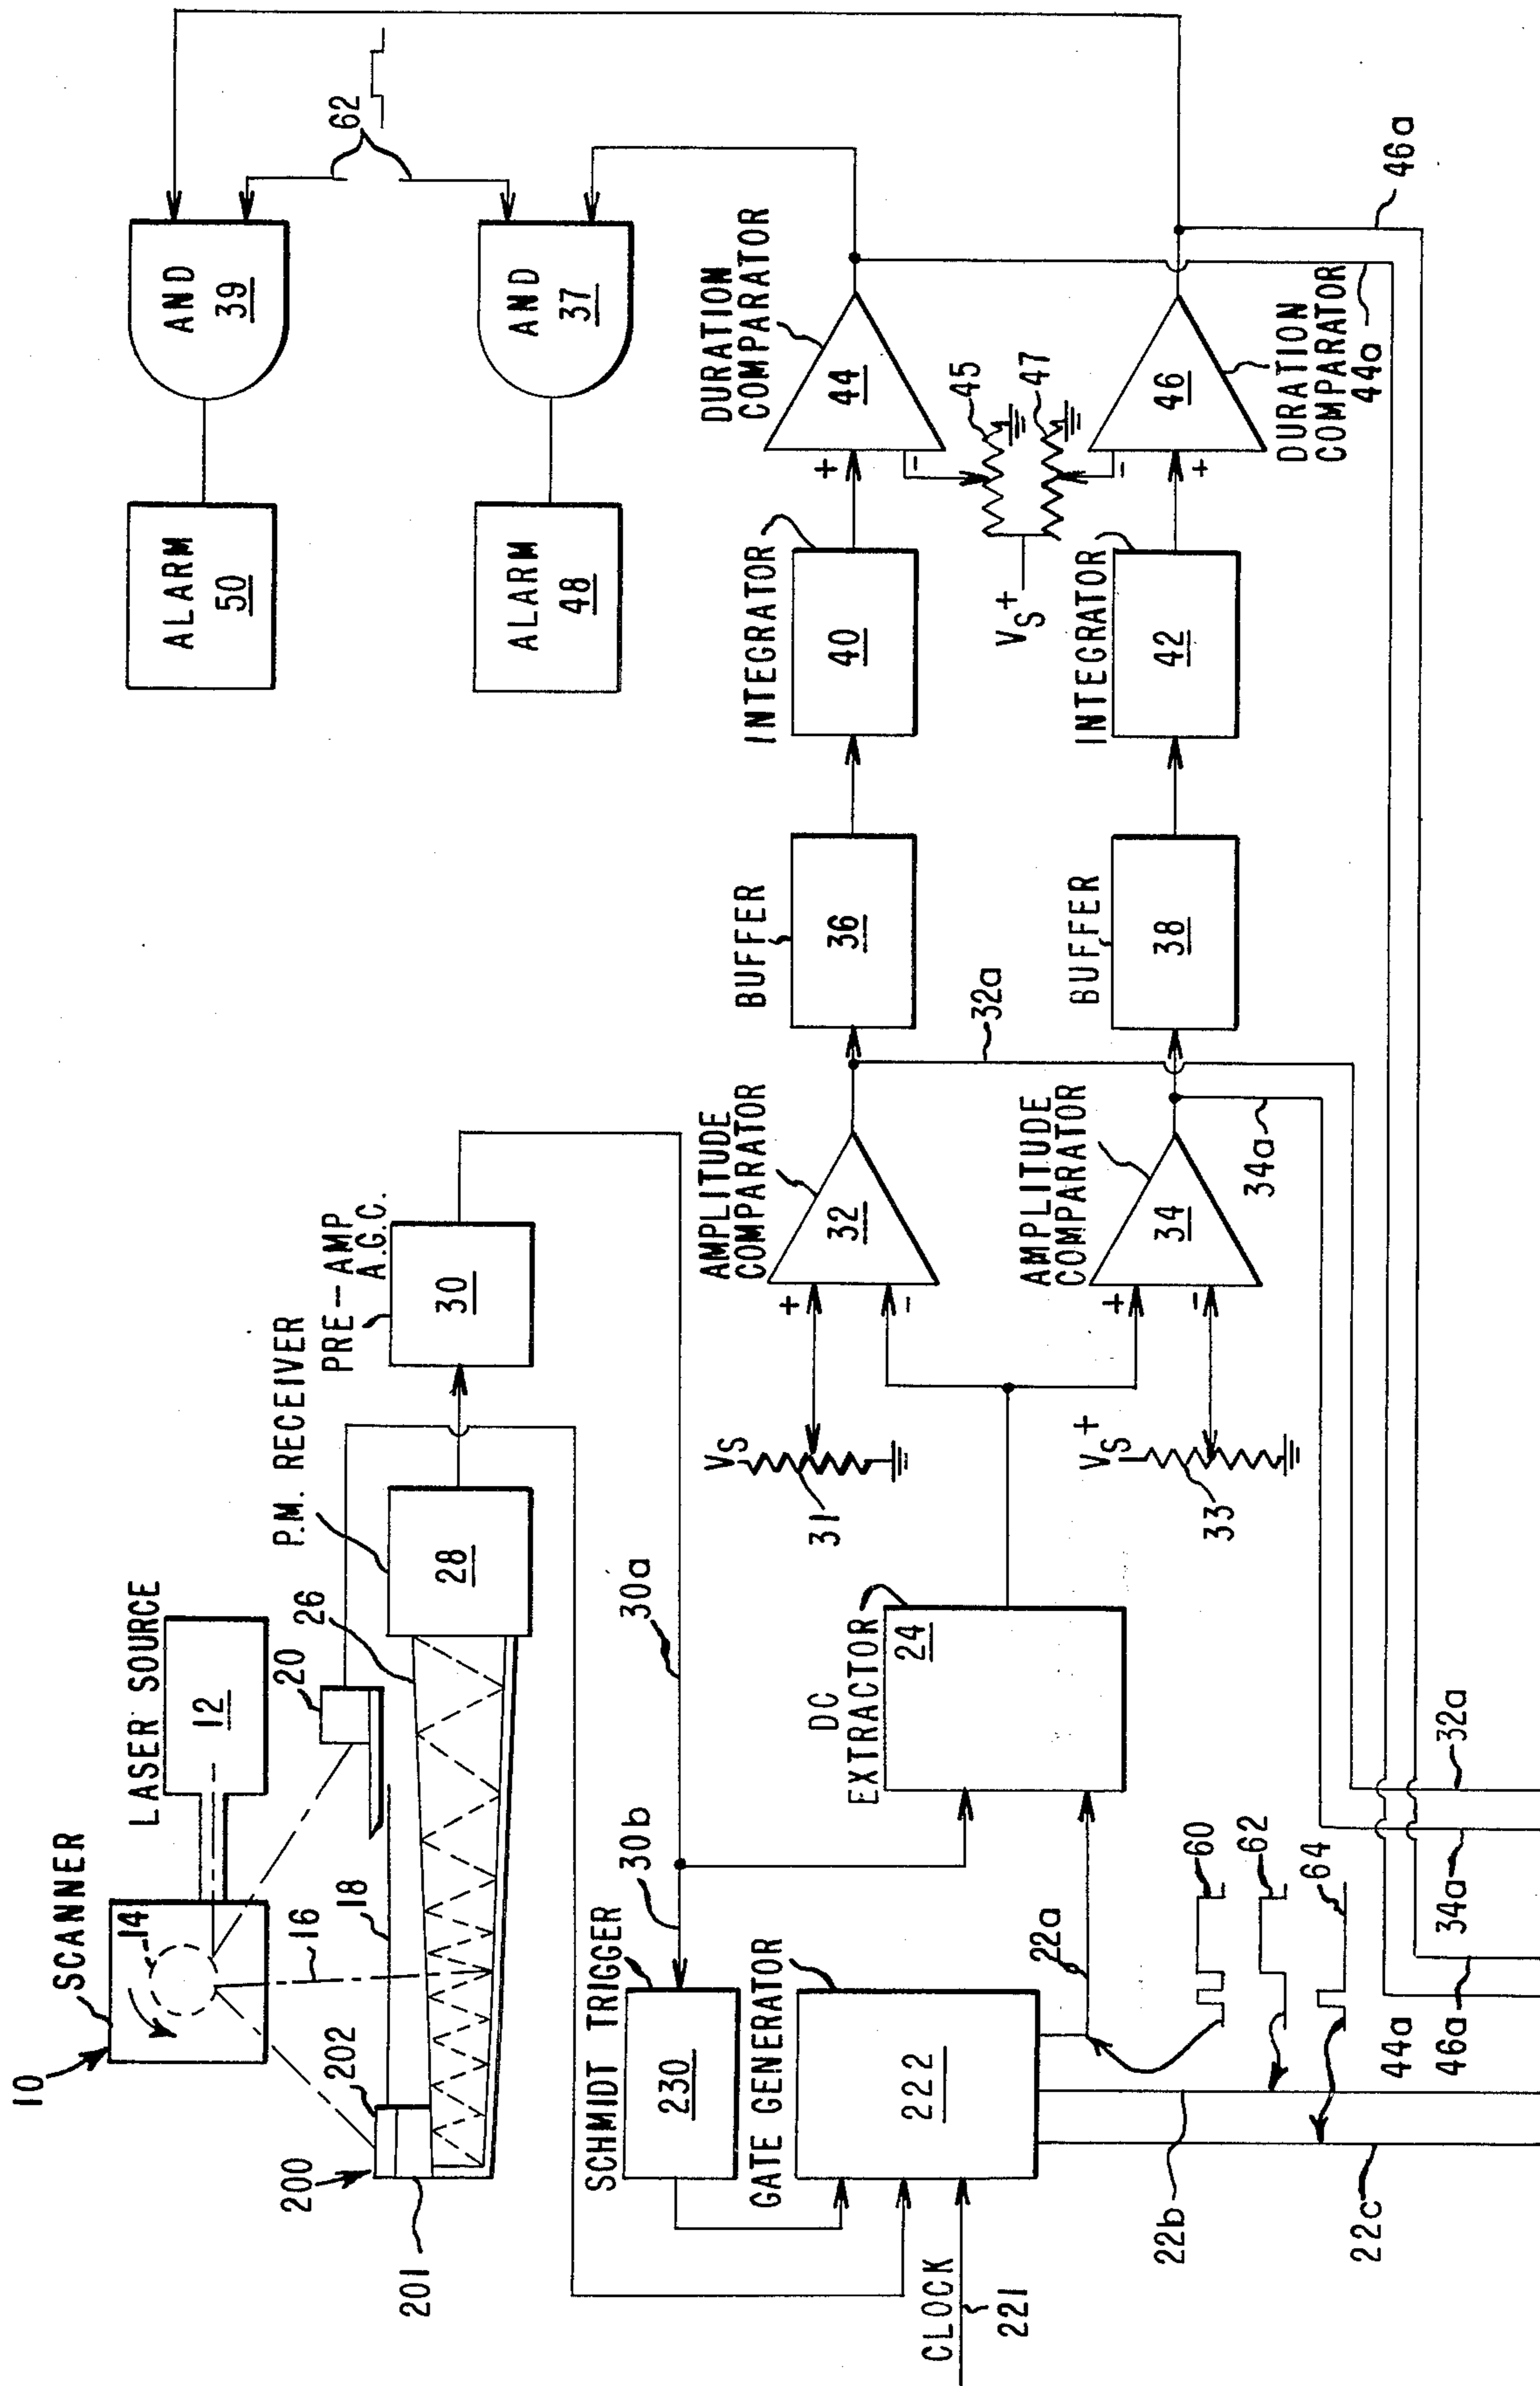 10
SCANNER
14
LASER SOURCE
12
16
18
20
26
200
202
201
P.M. RECEIVER
28
PRE-AMP
A.G.C.
30
30a
30b
SCHMIDT TRIGGER
230
GATE GENERATOR
222
CLOCK
221
22a
22b
22c
60
62
64
DC
EXTRACTOR
24
VS
31
VS+
33
AMPLITUDE
COMPARATOR
+
-
32
AMPLITUDE
COMPARATOR
+
-
34
32a
34a
BUFFER
36
BUFFER
38
INTEGRATOR
40
INTEGRATOR
42
VS+
45
47
DURATION
COMPARATOR
+
-
44
DURATION
COMPARATOR
-
+
46
44a
46a
ALARM
50
AND
39
ALARM
48
AND
37
62
44a
46a
34a
32a